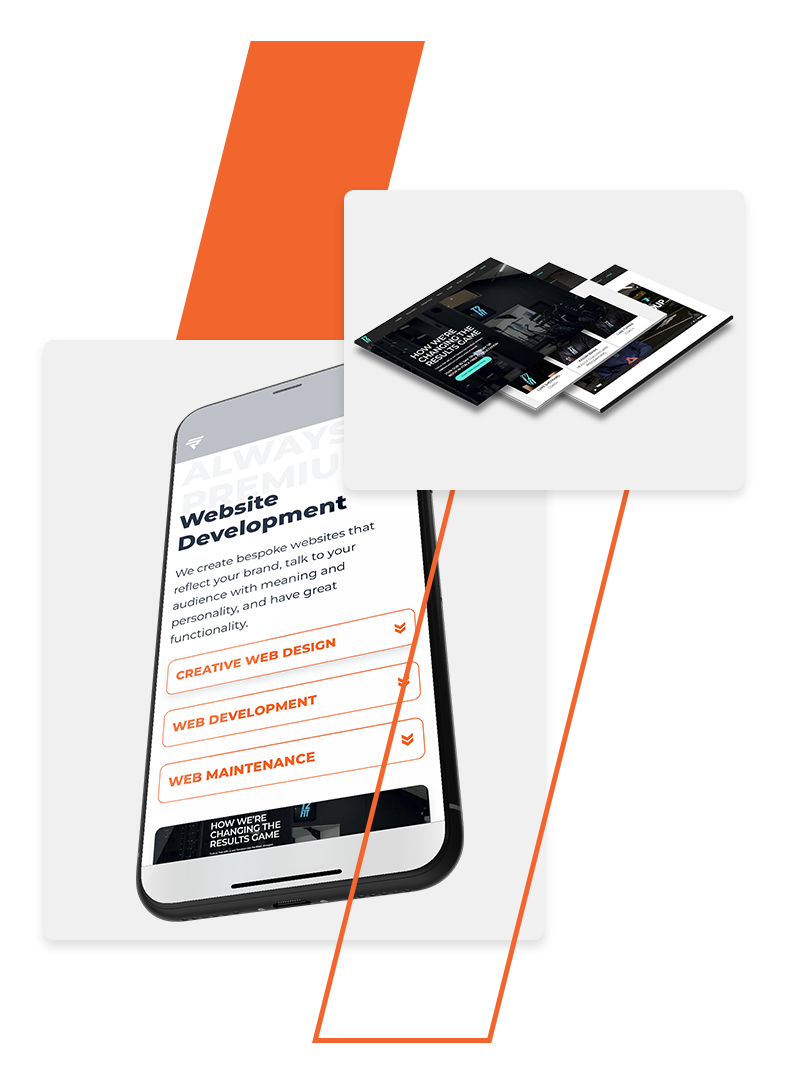 HOW WE'RE
CHANGING THE
RESULTS GAME
ALWAYS
PREMIU
Website
Development
We create bespoke websites that
reflect your brand, talk to your
audience with meaning and
personality, and have great
functionality.
CREATIVE WEB DESIGN
WEB DEVELOPMENT
WEB MAINTENANCE
HOW WE'RE
CHANGING THE
RESULTS GAME